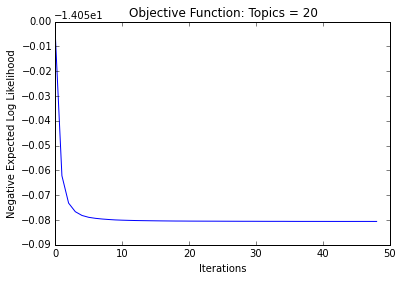 Objective Function: Topics = 20
−1.405e1
0.00
−0.01
−0.02
−0.03
−0.04
−0.05
−0.06
−0.07
−0.08
−0.09
Negative Expected Log Likelihood
0 10 20 30 40 50
Iterations